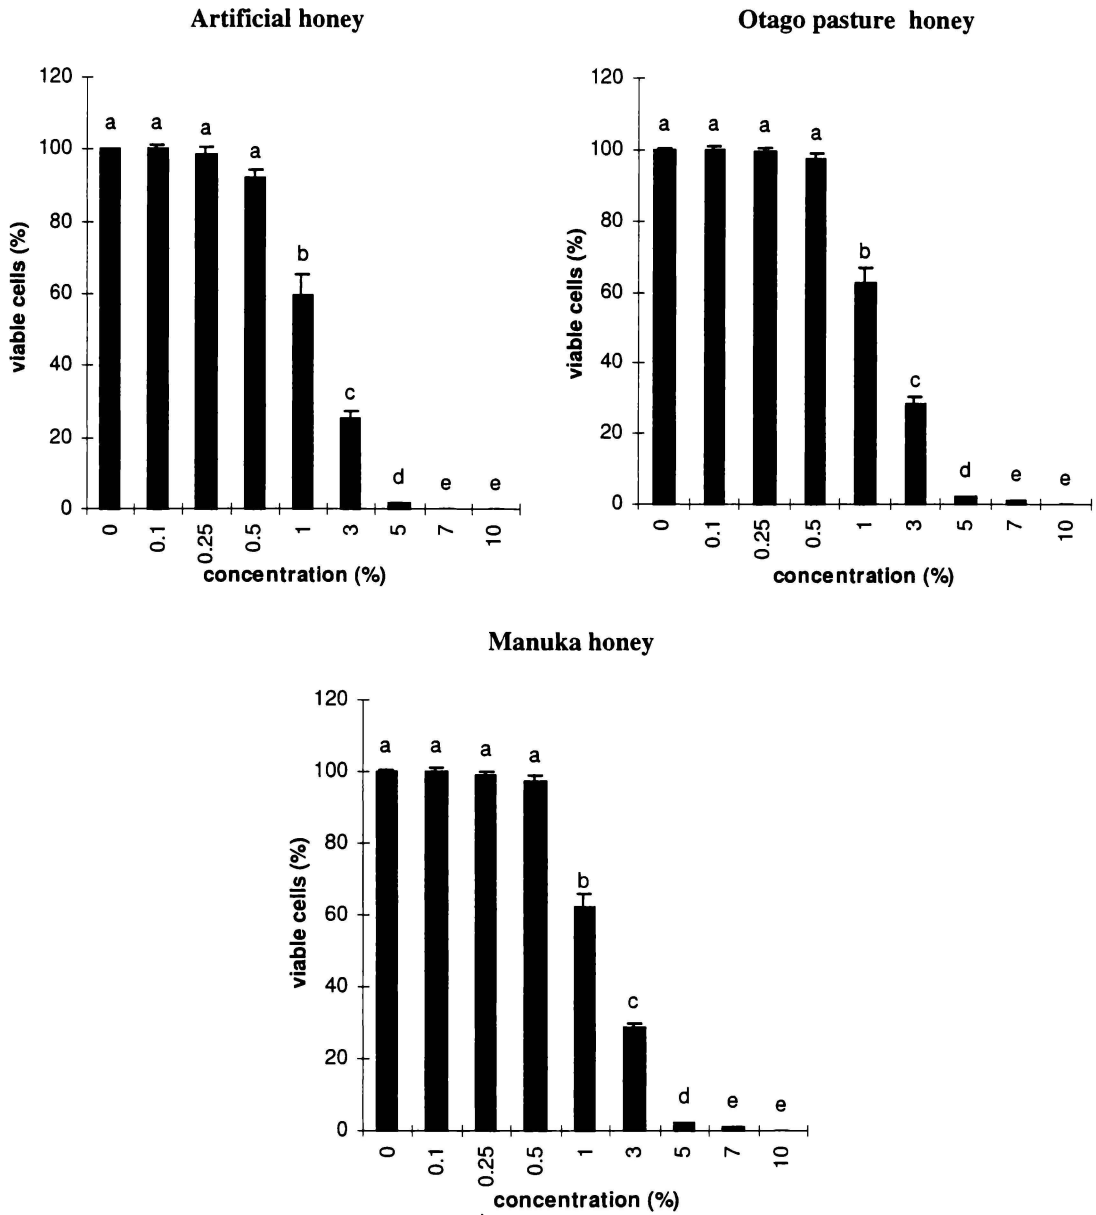 Artificial honey
120
100
80
60
40
20
0
viable cells (%)
a a a a b c d e e
0 0.1 0.25 0.5 1 3 5 7 10
concentration (%)
Otago pasture honey
120
100
80
60
40
20
0
viable cells (%)
a a a a b c d e e
0 0.1 0.25 0.5 1 3 5 7 10
concentration (%)
Manuka honey
120
100
80
60
40
20
0
viable cells (%)
a a a a b c d e e
0 0.1 0.25 0.5 1 3 5 7 10
concentration (%)